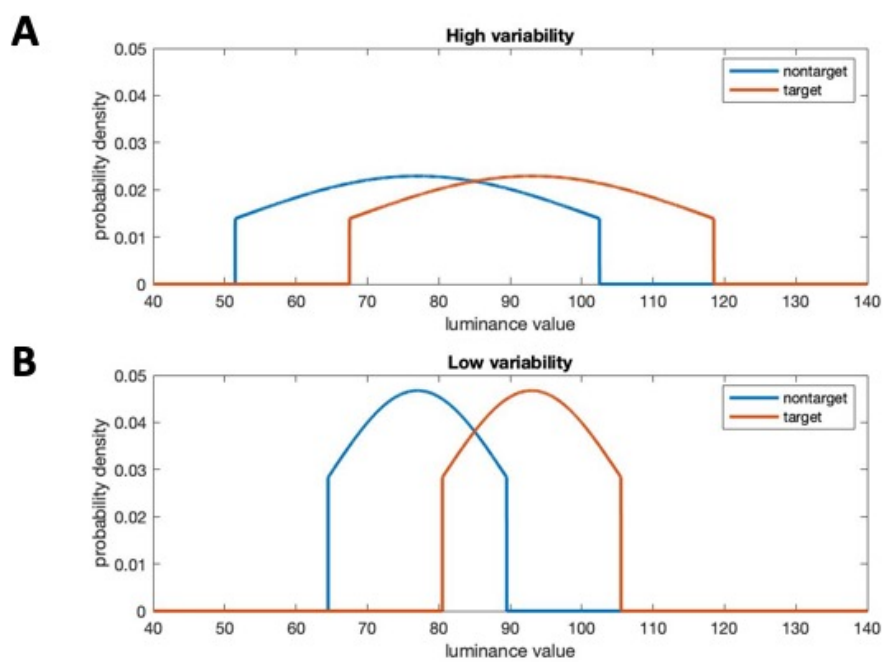 A
High variability
0.05
0.04
0.03
0.02
0.01
0
probability density
nontarget
target
40 50 60 70 80 90 100 110 120 130 140
luminance value
B
Low variability
0.05
0.04
0.03
0.02
0.01
0
probability density
nontarget
target
40 50 60 70 80 90 100 110 120 130 140
luminance value